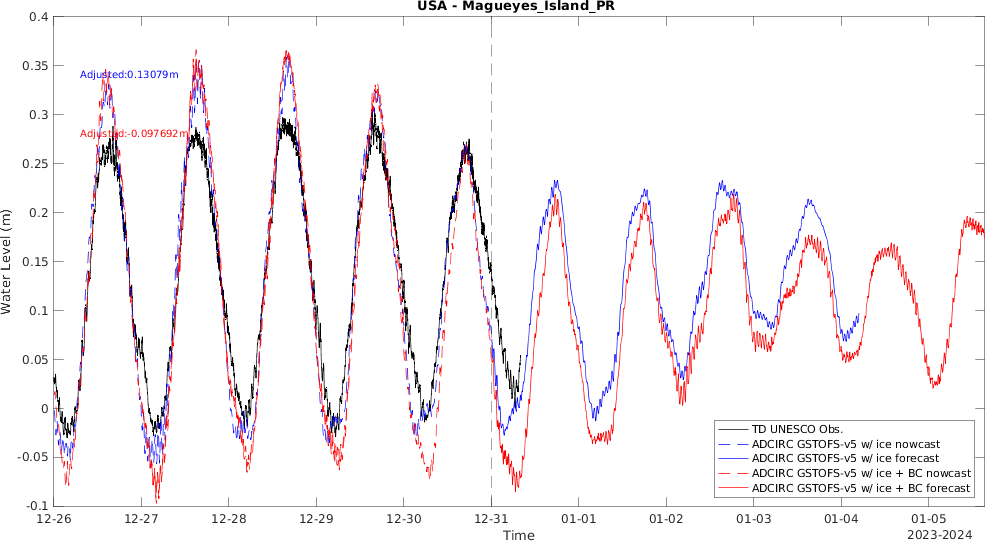 USA - Magueyes_Island_PR
0.4
0.35
0.3
0.25
0.2
0.15
0.1
0.05
0
-0.05
-0.1
Water Level (m)
Adjusted:0.13079m
Adjusted:-0.097692m
TD UNESCO Obs.
ADCIRC GSTOFS-v5 w/ ice nowcast
ADCIRC GSTOFS-v5 w/ ice forecast
ADCIRC GSTOFS-v5 w/ ice + BC nowcast
ADCIRC GSTOFS-v5 w/ ice + BC forecast
12-26 12-27 12-28 12-29 12-30 12-31 01-01 01-02 01-03 01-04 01-05
Time
2023-2024